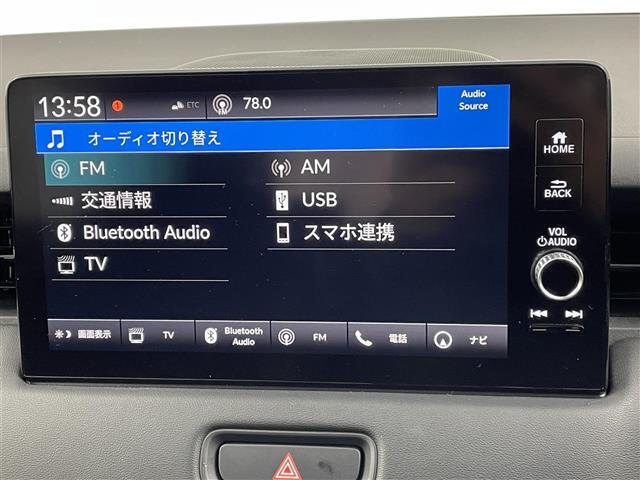 13:58 1 ETC FM 78.0 Audio Source
オーディオ切り替え
FM AM
交通情報 USB
Bluetooth Audio スマホ連携
TV
画面表示 TV Bluetooth Audio FM 電話 ナビ
HOME
BACK
VOL
AUDIO